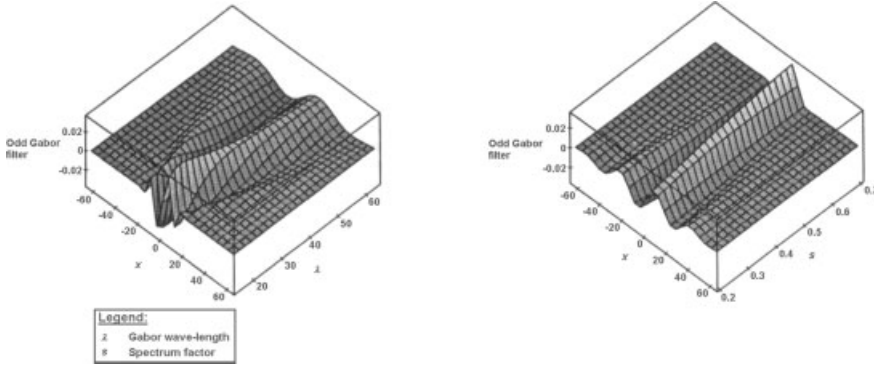 Odd Gabor
filter
0.02
0
-0.02
-60
-40
-20
0
20
40
60
x
20
30
40
50
60
λ
Odd Gabor
filter
0.02
0
-0.02
-60
-40
-20
0
20
40
60
x
0.2
0.3
0.4
0.5
0.6
s
Legend:
λ Gabor wave-length
s Spectrum factor